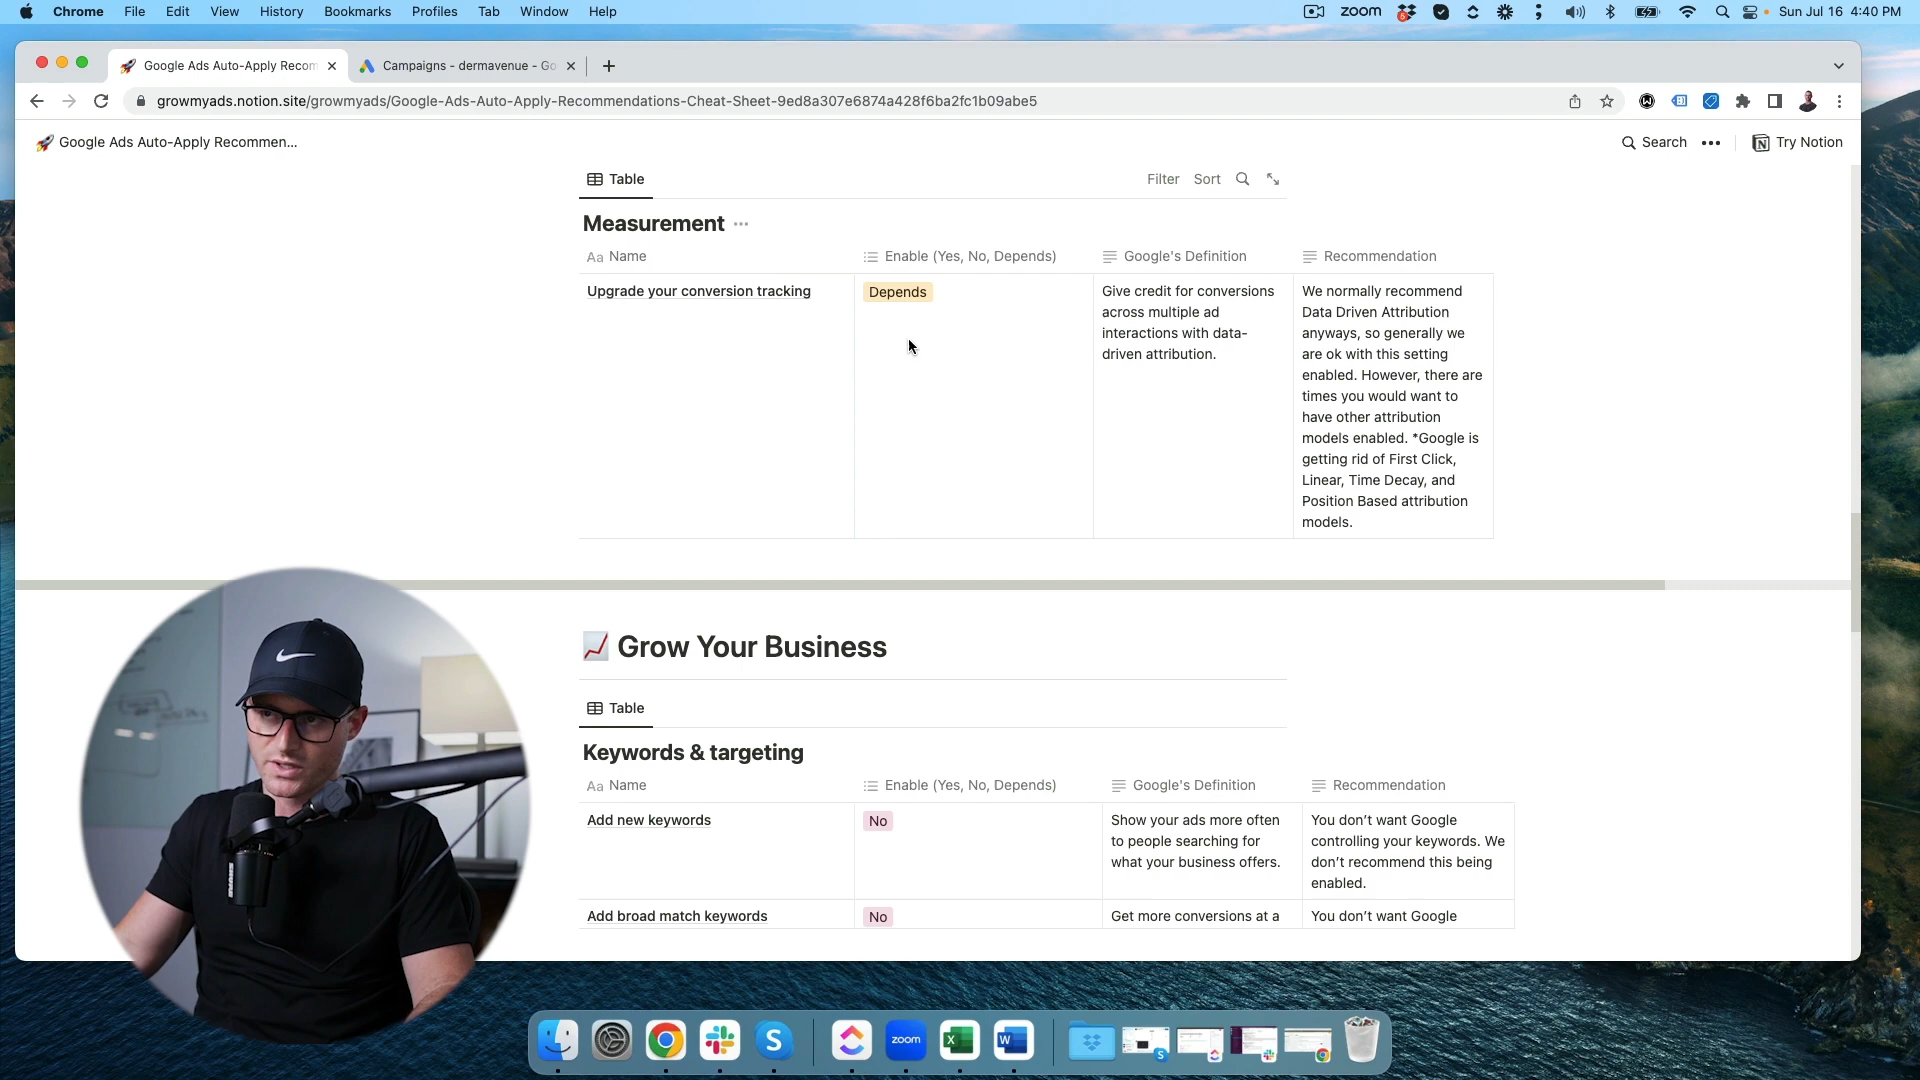 Chrome File Edit View History Bookmarks Profiles Tab Window Help
zoom 5 Sun Jul 16 4:40 PM
Google Ads Auto-Apply Recom
Campaigns - dermavenue - Go
growmyads.notion.site/growmyads/Google-Ads-Auto-Apply-Recommendations-Cheat-Sheet-9ed8a307e6874a428f6ba2fc1b09abe5
Google Ads Auto-Apply Recommen...
Search ••• Try Notion
Table
Filter Sort
Measurement ···
Aa Name
Enable (Yes, No, Depends)
Google's Definition
Recommendation
Upgrade your conversion tracking
Depends
Give credit for conversions
across multiple ad
interactions with data-
driven attribution.
We normally recommend
Data Driven Attribution
anyways, so generally we
are ok with this setting
enabled. However, there are
times you would want to
have other attribution
models enabled. *Google is
getting rid of First Click,
Linear, Time Decay, and
Position Based attribution
models.
Grow Your Business
Table
Keywords & targeting
Aa Name
Enable (Yes, No, Depends)
Google's Definition
Recommendation
Add new keywords
No
Show your ads more often
to people searching for
what your business offers.
You don't want Google
controlling your keywords. We
don't recommend this being
enabled.
Add broad match keywords
No
Get more conversions at a
You don't want Google
SHURE
zoom